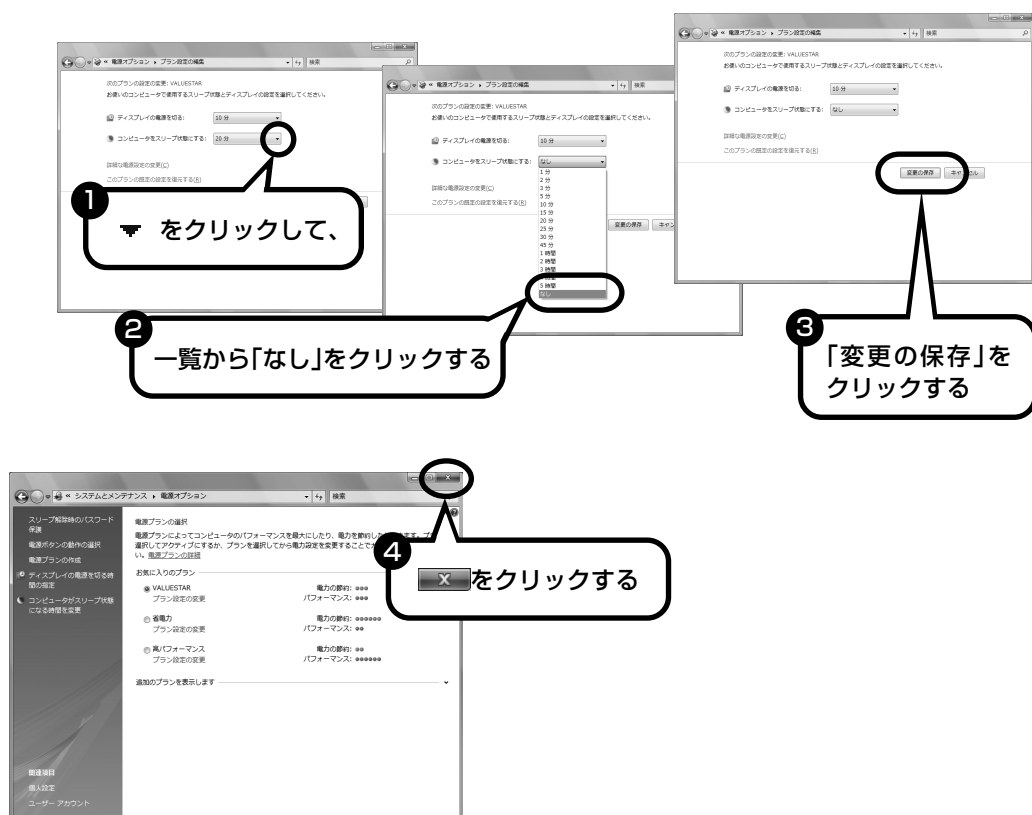 « 電源オプション ▸ プラン設定の編集
検索
次のプランの設定の変更: VALUESTAR
お使いのコンピュータで使用するスリープ状態とディスプレイの設定を選択してください。
ディスプレイの電源を切る:
10 分
コンピュータをスリープ状態にする:
20 分
詳細な電源設定の変更(C)
このプランの既定の設定を復元する(R)
1
▼ をクリックして、
« 電源オプション ▸ プラン設定の編集
検索
次のプランの設定の変更: VALUESTAR
お使いのコンピュータで使用するスリープ状態とディスプレイの設定を選択してください。
ディスプレイの電源を切る:
10 分
コンピュータをスリープ状態にする:
なし
1 分
2 分
3 分
5 分
10 分
15 分
20 分
25 分
30 分
45 分
1 時間
2 時間
3 時間
5 時間
なし
詳細な電源設定の変更(C)
このプランの既定の設定を復元する(R)
変更の保存
キャン
2
一覧から「なし」をクリックする
« 電源オプション ▸ プラン設定の編集
検索
次のプランの設定の変更: VALUESTAR
お使いのコンピュータで使用するスリープ状態とディスプレイの設定を選択してください。
ディスプレイの電源を切る:
10 分
コンピュータをスリープ状態にする:
なし
詳細な電源設定の変更(C)
このプランの既定の設定を復元する(R)
変更の保存
3
「変更の保存」を
クリックする
« システムとメンテナンス ▸ 電源オプション
検索
スリープ解除時のパスワード
保護
電源ボタンの動作の選択
電源プランの作成
ディスプレイの電源を切る時
間の指定
コンピュータがスリープ状態
になる時間を変更
電源プランの選択
電源プランによってコンピュータのパフォーマンスを最大にしたり、電力を節約した
選択してアクティブにするか、プランを選択してから電力設定を変更することで
い。電源プランの詳細
お気に入りのプラン
VALUESTAR
電力の節約:
プラン設定の変更
パフォーマンス:
省電力
電力の節約:
プラン設定の変更
パフォーマンス:
高パフォーマンス
電力の節約:
プラン設定の変更
パフォーマンス:
追加のプランを表示します
関連項目
個人設定
ユーザー アカウント
4
x をクリックする